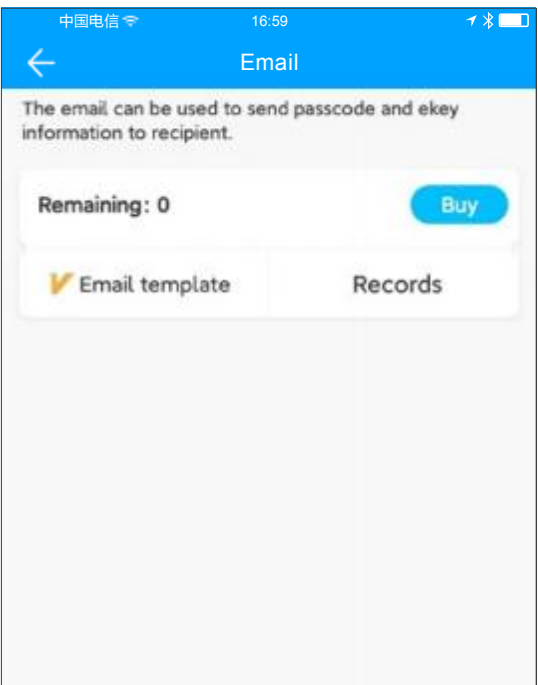 中国电信 16:59
Email
The email can be used to send passcode and ekey
information to recipient.
Remaining: 0 Buy
Email template Records